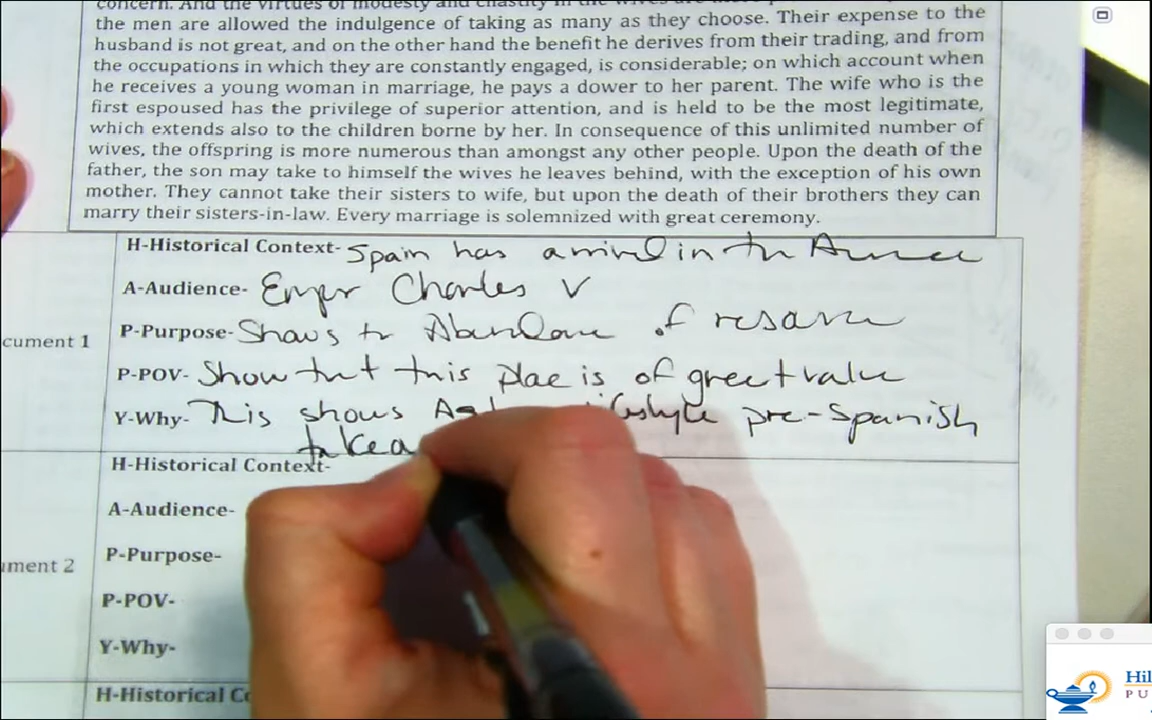 concern. And the virtues of modesty and chastity in the wives are
the men are allowed the indulgence of taking as many as they choose. Their expense to the
husband is not great, and on the other hand the benefit he derives from their trading, and from
the occupations in which they are constantly engaged, is considerable; on which account when
he receives a young woman in marriage, he pays a dower to her parent. The wife who is the
first espoused has the privilege of superior attention, and is held to be the most legitimate,
which extends also to the children borne by her. In consequence of this unlimited number of
wives, the offspring is more numerous than amongst any other people. Upon the death of the
father, the son may take to himself the wives he leaves behind, with the exception of his own
mother. They cannot take their sisters to wife, but upon the death of their brothers they can
marry their sisters-in-law. Every marriage is solemnized with great ceremony.
H-Historical Context- Spain has arrived in the
A-Audience- Charles V
cument 1
P-Purpose- Shows Abundance of
P-POV- Show that this place is of great value
Y-Why- This shows pre-Spanish
takeo
H-Historical Context-
A-Audience-
ument 2
P-Purpose-
P-POV-
Y-Why-
H-Historical Co
Hil
P U